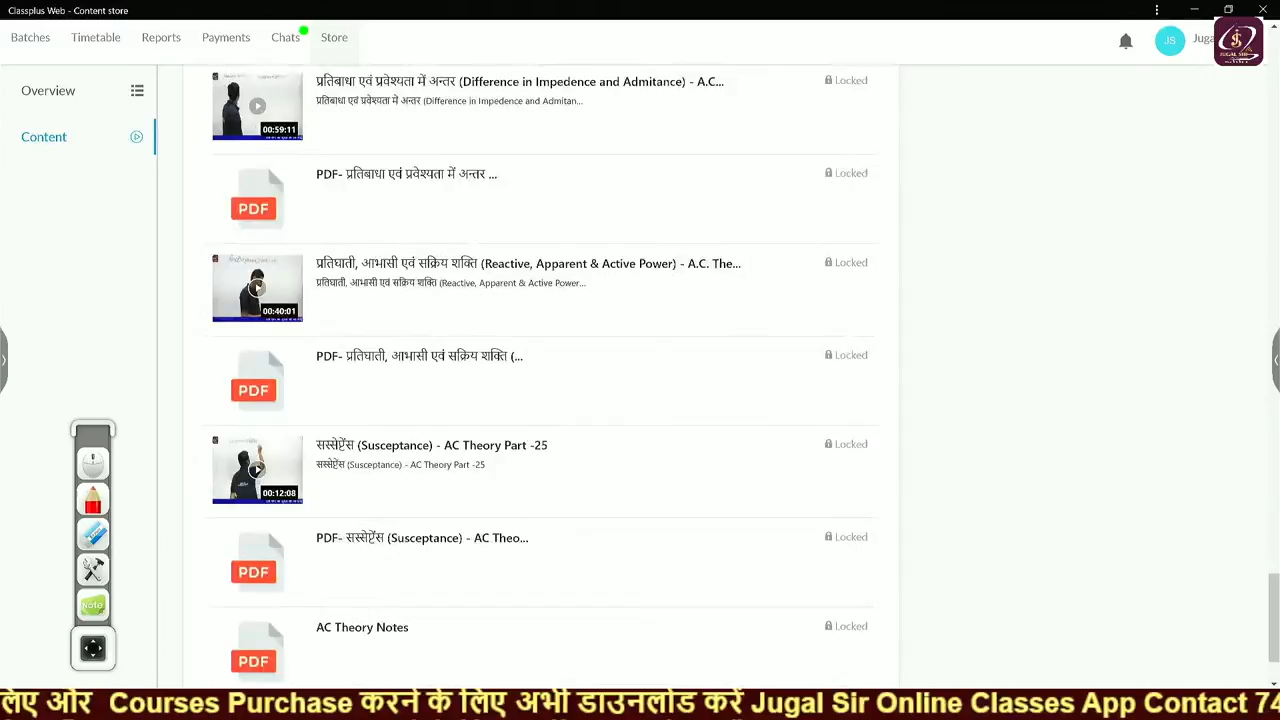 Classplus Web - Content store
Batches Timetable Reports Payments Chats Store
JS Jugal
JUGAL SIR
Overview
Content
प्रतिबाधा एवं प्रवेश्यता में अन्तर (Difference in Impedence and Admitance) - A.C...
Locked
प्रतिबाधा एवं प्रवेश्यता में अन्तर (Difference in Impedence and Admitan...
00:59:11
PDF- प्रतिबाधा एवं प्रवेश्यता में अन्तर ...
Locked
PDF
प्रतिघाती, आभासी एवं सक्रिय शक्ति (Reactive, Apparent & Active Power) - A.C. The...
Locked
प्रतिघाती, आभासी एवं सक्रिय शक्ति (Reactive, Apparent & Active Power...
00:40:01
PDF- प्रतिघाती, आभासी एवं सक्रिय शक्ति (...
Locked
PDF
सस्सेप्टेंस (Susceptance) - AC Theory Part -25
Locked
सस्सेप्टेंस (Susceptance) - AC Theory Part -25
00:12:08
PDF- सस्सेप्टेंस (Susceptance) - AC Theo...
Locked
PDF
Note
AC Theory Notes
Locked
PDF
लिए और Courses Purchase करने के लिए अभी डाउनलोड करें Jugal Sir Online Classes App Contact 74